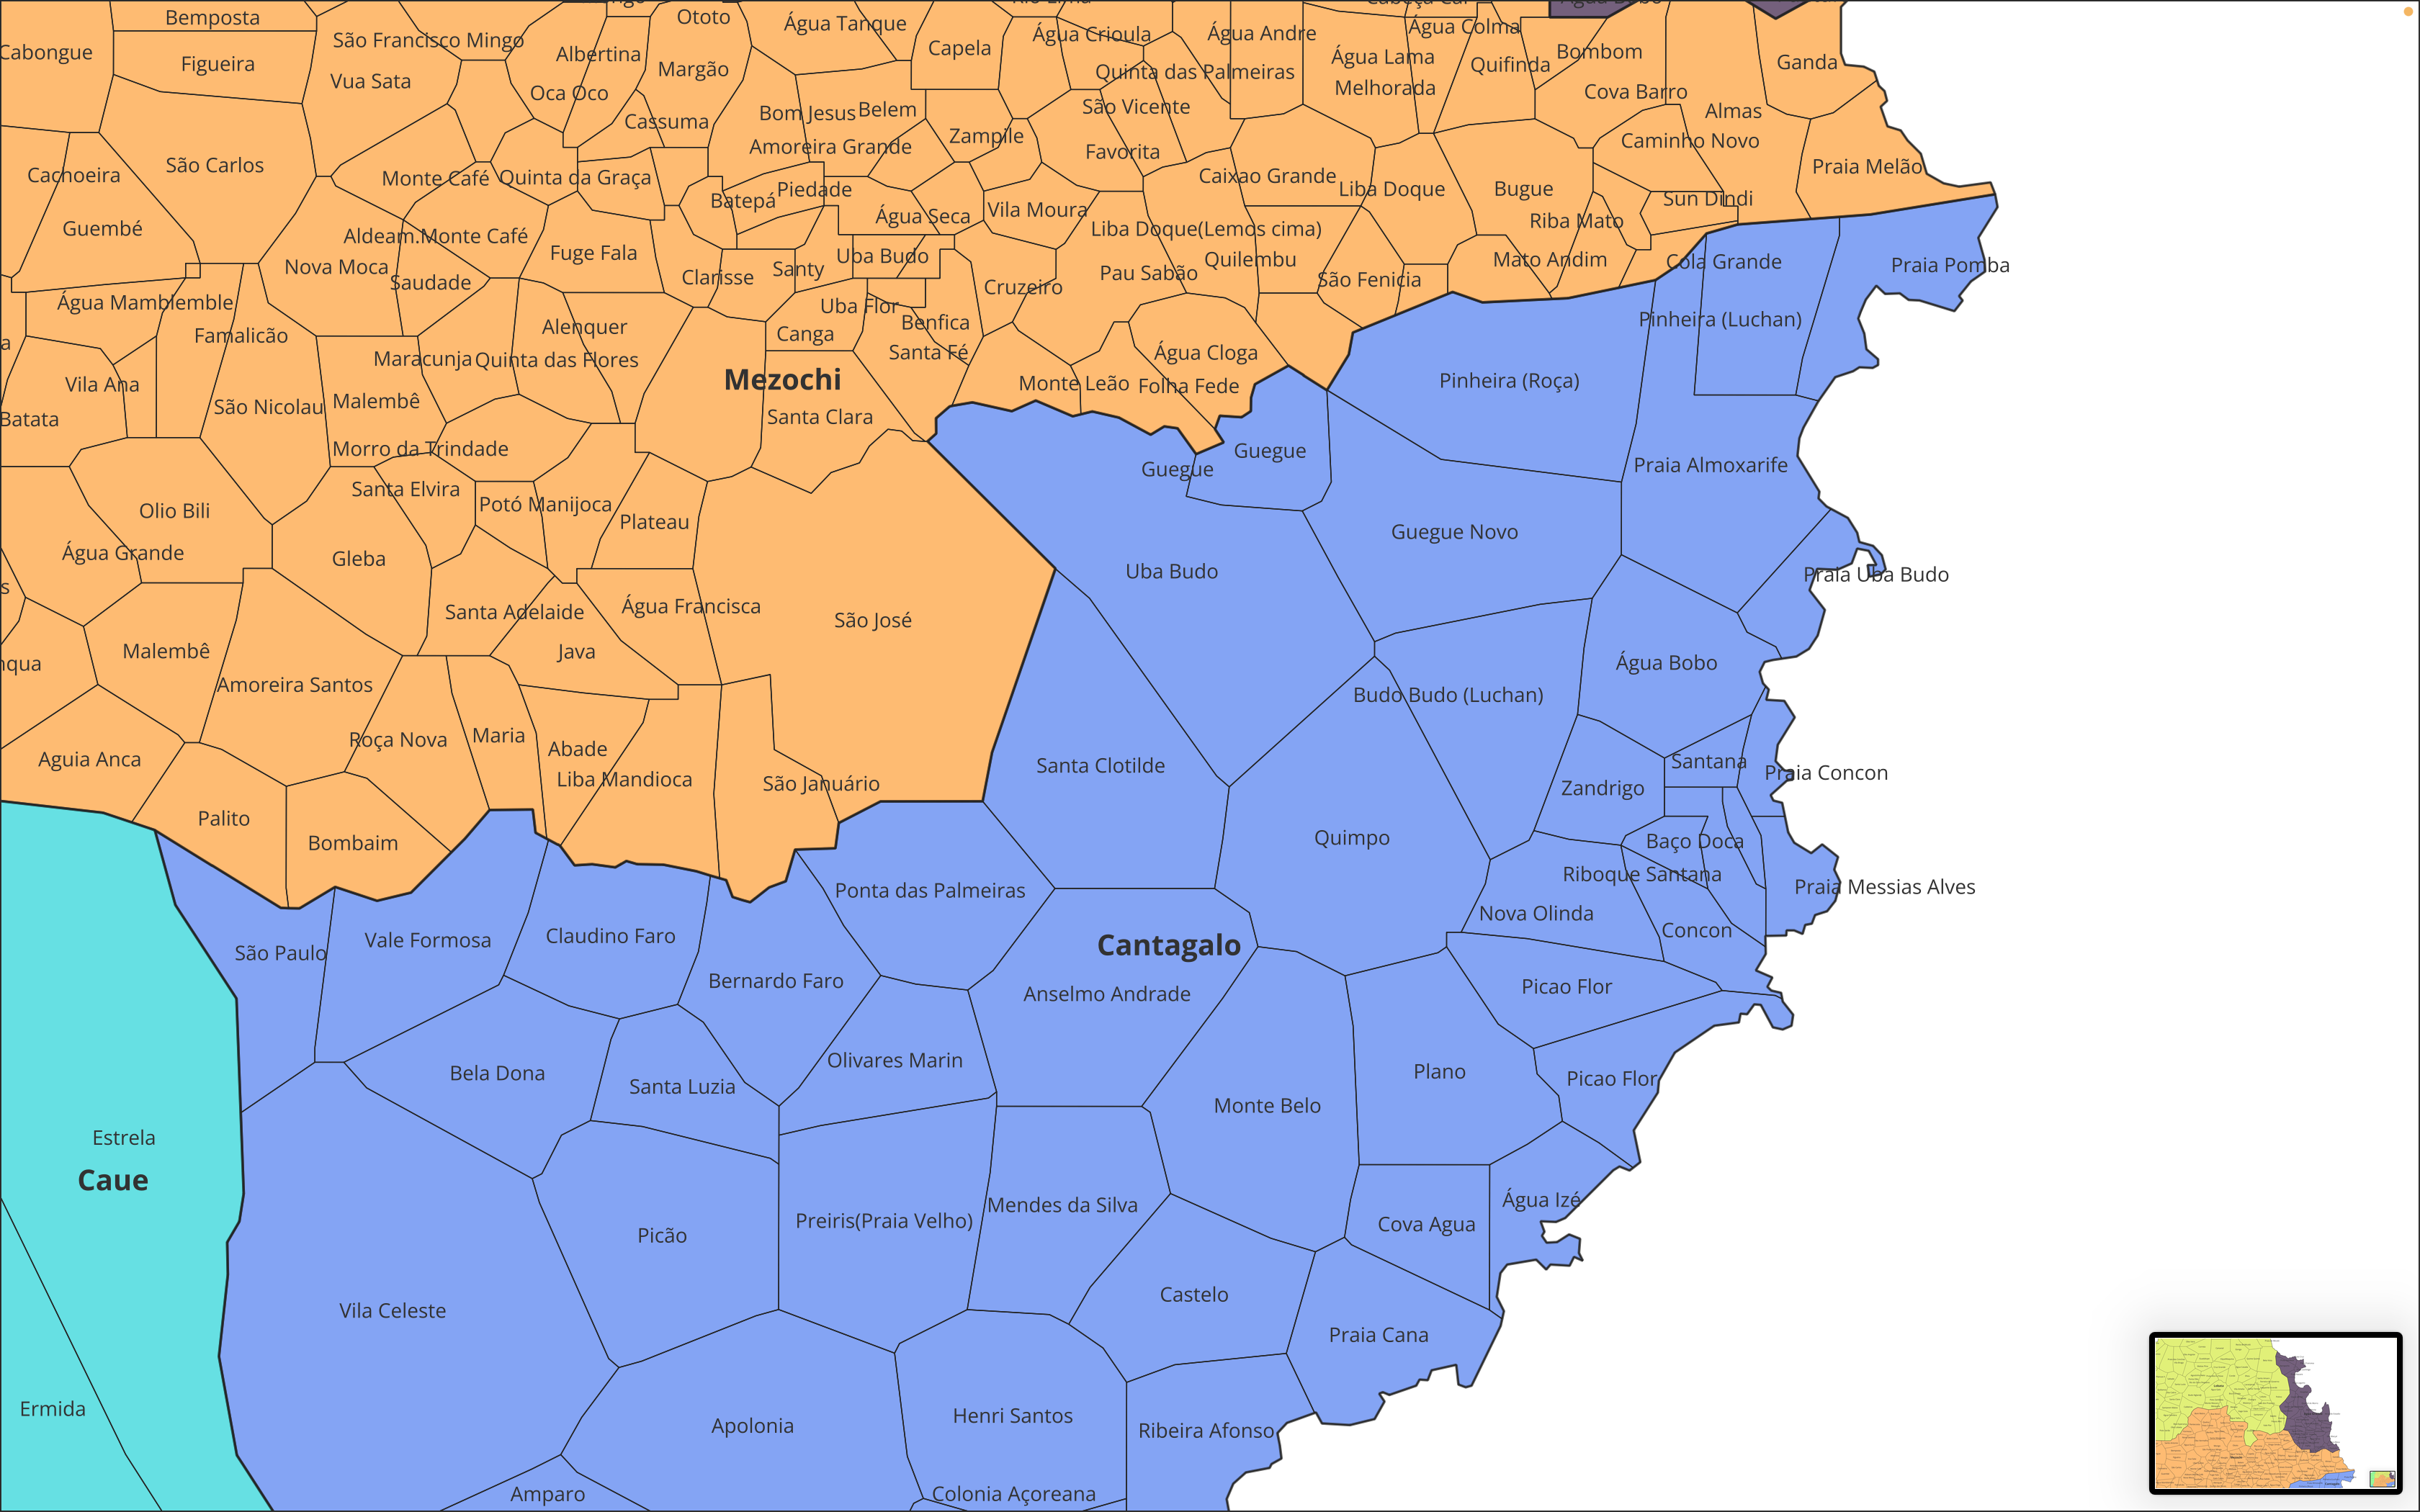 Bemposta
Ototo
Água Tanque
Água Crioula
Água Andre
Água Colma
Cabongue
Figueira
São Francisco Mingo
Albertina
Capela
Bombom
Ganda
Vua Sata
Oca Oco
Margão
Quinta das Palmeiras
Água Lama
Quifinda
Melhorada
Cova Barro
Bom Jesus
Belem
São Vicente
Almas
Cassuma
Zampile
Amoreira Grande
Favorita
Caminho Novo
São Carlos
Praia Melão
Cachoeira
Monte Café
Quinta da Graça
Piedade
Caixao Grande
Liba Doque
Bugue
Batepá
Sun Dindi
Guembé
Água Seca
Vila Moura
Riba Mato
Aldeam.Monte Café
Liba Doque(Lemos cima)
Fuge Fala
Uba Budo
Quilembu
Mato Andim
Cola Grande
Praia Pomba
Nova Moca
Saudade
Clarisse
Santy
Pau Sabão
São Fenicia
Cruzeiro
Água Mamblemble
Uba Flor
Famalicão
Alenquer
Canga
Benfica
Pinheira (Luchan)
Maracunja
Quinta das Flores
Santa Fé
Água Cloga
Vila Ana
Mezochi
Monte Leão
Folha Fede
Pinheira (Roça)
São Nicolau
Malembê
Batata
Santa Clara
Morro da Trindade
Guegue
Guegue
Praia Almoxarife
Santa Elvira
Olio Bili
Potó Manijoca
Plateau
Guegue Novo
Água Grande
Gleba
Uba Budo
Praia Uba Budo
Santa Adelaide
Água Francisca
São José
Malembê
Java
Água Bobo
Amoreira Santos
Budo Budo (Luchan)
Roça Nova
Maria
Abade
Aguia Anca
Liba Mandioca
São Januário
Santa Clotilde
Santana
Praia Concon
Zandrigo
Palito
Bombaim
Quimpo
Baço Doca
Riboque Santana
Ponta das Palmeiras
Praia Messias Alves
Nova Olinda
São Paulo
Vale Formosa
Claudino Faro
Cantagalo
Concon
Bernardo Faro
Anselmo Andrade
Picao Flor
Olivares Marin
Bela Dona
Santa Luzia
Plano
Picao Flor
Monte Belo
Estrela
Caue
Mendes da Silva
Água Izé
Picão
Preiris(Praia Velho)
Cova Agua
Vila Celeste
Castelo
Praia Cana
Ermida
Apolonia
Henri Santos
Ribeira Afonso
Amparo
Colonia Açoreana